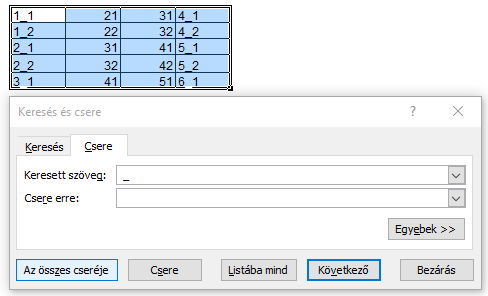 1_1 21 31 4_1
1_2 22 32 4_2
2_1 31 41 5_1
2_2 32 42 5_2
3_1 41 51 6_1
Keresés és csere
Keresés Csere
Keresett szöveg: _
Csere erre:
Egyebek >>
Az összes cseréje Csere Listába mind Következő Bezárás